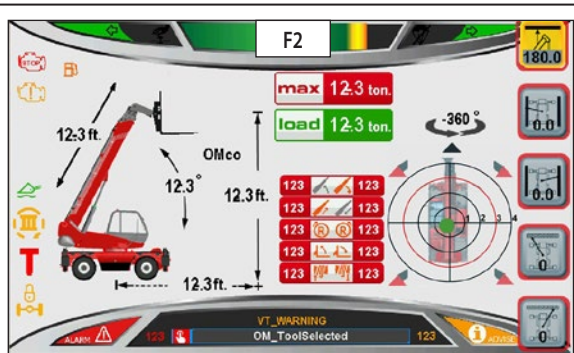 F2
180.0
STOP
max 12.3 ton.
load 12.3 ton.
-360 °
0.0
12.3 ft.
OMco
12.3 °
12.3 ft.
123 123
123 123
123 R R 123
123 123
123 123
1 2 3 4
0.0
0
12.3 ft.
T
VT_WARNING
ALARM 123 OM_ToolSelected 123 i ADVISE
0